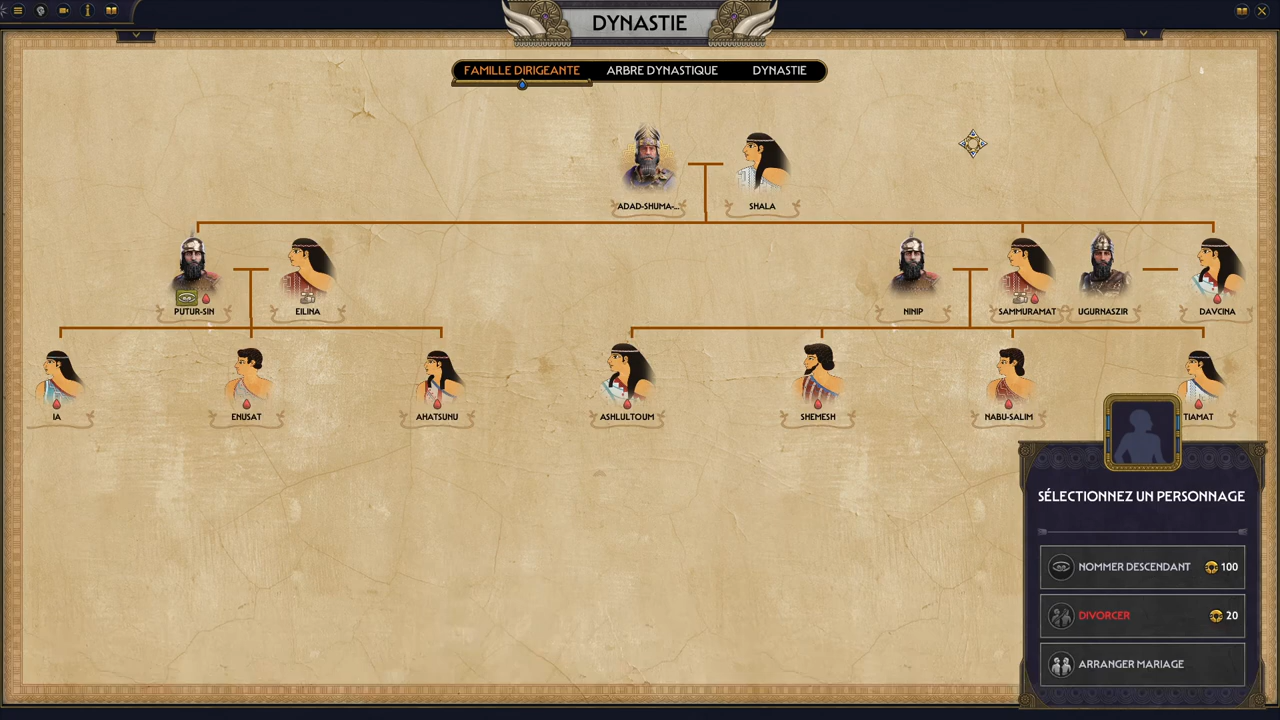 DYNASTIE
FAMILLE DIRIGEANTE
ARBRE DYNASTIQUE
DYNASTIE
ADAD-SHUMA-...
SHALA
PUTUR-SIN
EILINA
NINIP
SAMMURAMAT
UGURNASZIR
DAVCINA
IA
ENUSAT
AHATSUNU
ASHLULTOUM
SHEMESH
NABU-SALIM
TIAMAT
SÉLECTIONNEZ UN PERSONNAGE
NOMMER DESCENDANT 100
DIVORCER 20
ARRANGER MARIAGE